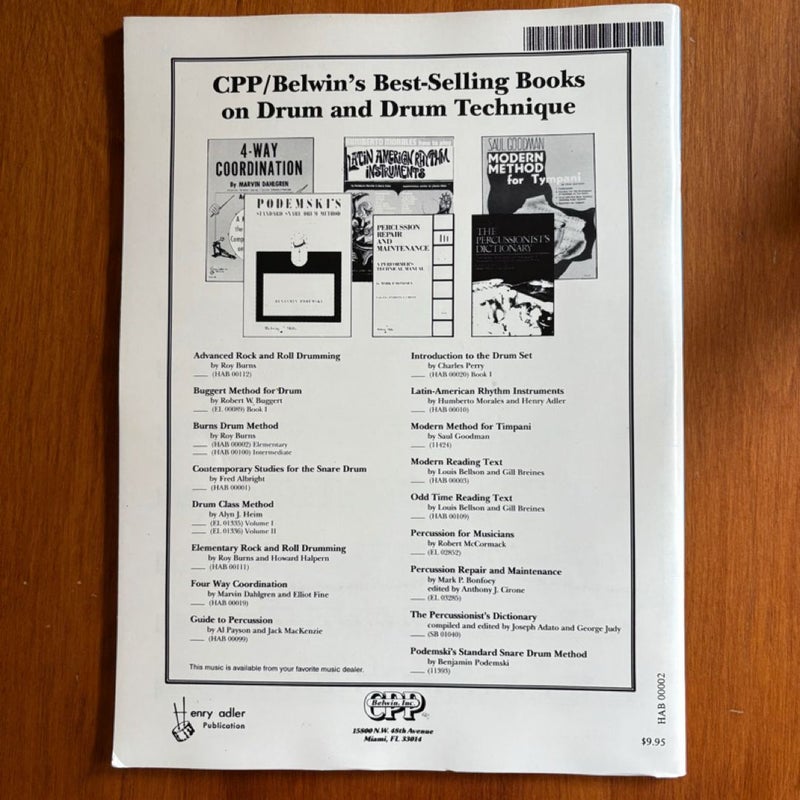 CPP/Belwin's Best-Selling Books
on Drum and Drum Technique
4-WAY
COORDINATION
By MARVIN DAHLGREN
HUMBERTO MORALES
LATIN AMERICAN RHYTHM
INSTRUMENTS
SAUL GOODMAN
MODERN
METHOD
for Tympani
PODEMSKI'S
STANDARD SNARE DRUM METHOD
BENJAMIN PODEMSKI
PERCUSSION
REPAIR
AND
MAINTENANCE
A PERFORMER'S
TECHNICAL MANUAL
THE
PERCUSSIONIST'S
DICTIONARY
Advanced Rock and Roll Drumming
by Roy Burns
(HAB 00112)
Buggert Method for Drum
by Robert W. Buggert
(EL 00089) Book I
Burns Drum Method
by Roy Burns
(HAB 00002) Elementary
(HAB 00100) Intermediate
Contemporary Studies for the Snare Drum
by Fred Albright
(HAB 00001)
Drum Class Method
by Alyn J. Heim
(EL 01335) Volume I
(EL 01336) Volume II
Elementary Rock and Roll Drumming
by Roy Burns and Howard Halpern
(HAB 00111)
Four Way Coordination
by Marvin Dahlgren and Elliot Fine
(HAB 00019)
Guide to Percussion
by Al Payson and Jack MacKenzie
(HAB 00099)
This music is available from your favorite music dealer.
Introduction to the Drum Set
by Charles Perry
(HAB 00020) Book I
Latin-American Rhythm Instruments
by Humberto Morales and Henry Adler
(HAB 00010)
Modern Method for Timpani
by Saul Goodman
(11424)
Modern Reading Text
by Louis Bellson and Gill Breines
(HAB 00003)
Odd Time Reading Text
by Louis Bellson and Gill Breines
(HAB 00109)
Percussion for Musicians
by Robert McCormack
(EL 02852)
Percussion Repair and Maintenance
by Mark P. Bonfoey
edited by Anthony J. Cirone
(EL 03285)
The Percussionist's Dictionary
compiled and edited by Joseph Adato and George Judy
(SB 01040)
Podemski's Standard Snare Drum Method
by Benjamin Podemski
(11393)
Henry adler
Publication
CPP
Belwin, Inc.
15800 N.W. 48th Avenue
Miami, FL 33014
HAB 00002
$9.95